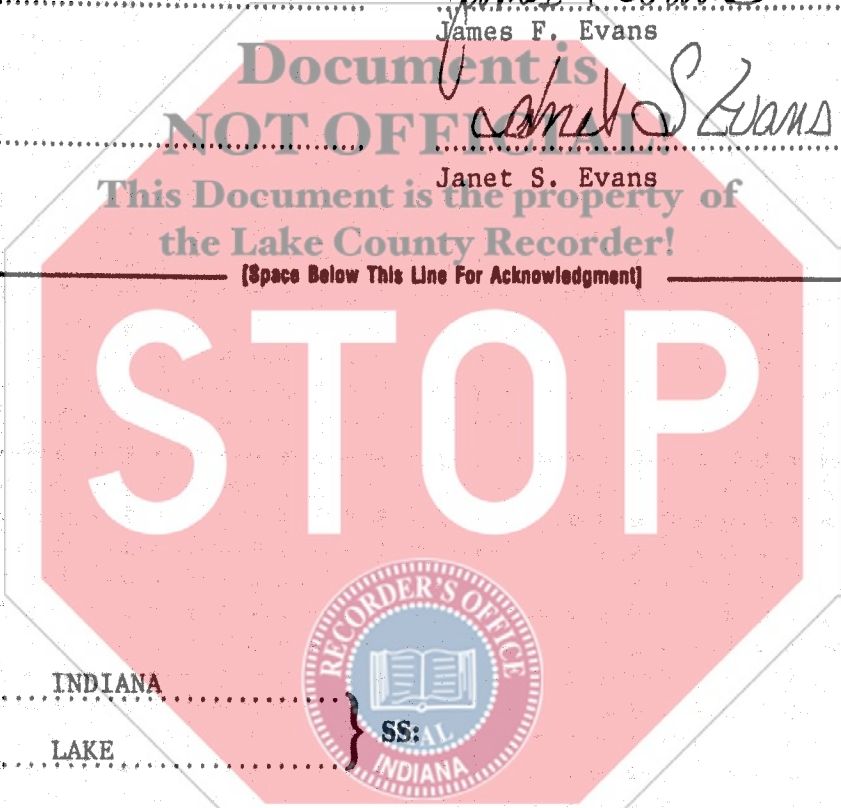 James F. Evans
Document is
Janet S Evans
NOT OFFICIAL!
Janet S. Evans
This Document is the property of
the Lake County Recorder!
[Space Below This Line For Acknowledgment]
STOP
RECORDER'S OFFICE
INDIANA
SS:
LAKE
INDIANA